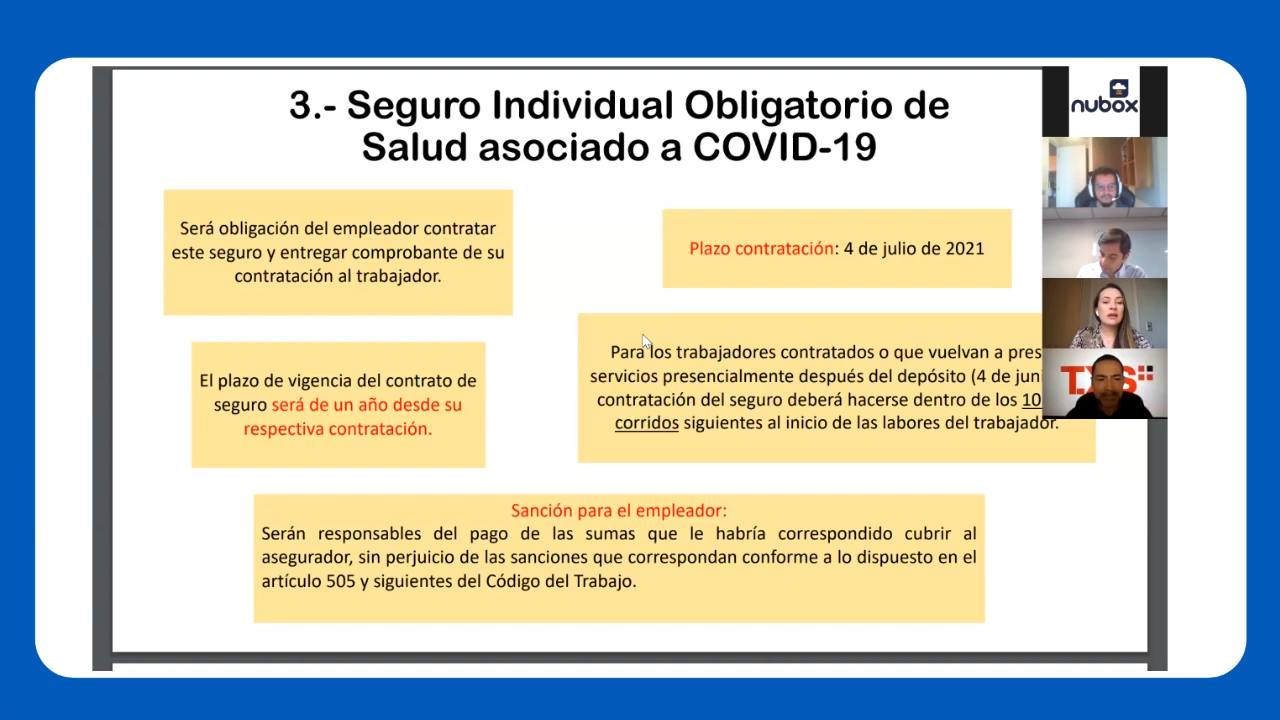 3.- Seguro Individual Obligatorio de
Salud asociado a COVID-19
nubox
Será obligación del empleador contratar
este seguro y entregar comprobante de su
contratación al trabajador.
Plazo contratación: 4 de julio de 2021
El plazo de vigencia del contrato de
seguro será de un año desde su
respectiva contratación.
Para los trabajadores contratados o que vuelvan a pres
servicios presencialmente después del depósito (4 de juni
contratación del seguro deberá hacerse dentro de los 10
corridos siguientes al inicio de las labores del trabajador.
Sanción para el empleador:
Serán responsables del pago de las sumas que le habría correspondido cubrir al
asegurador, sin perjuicio de las sanciones que correspondan conforme a lo dispuesto en el
artículo 505 y siguientes del Código del Trabajo.